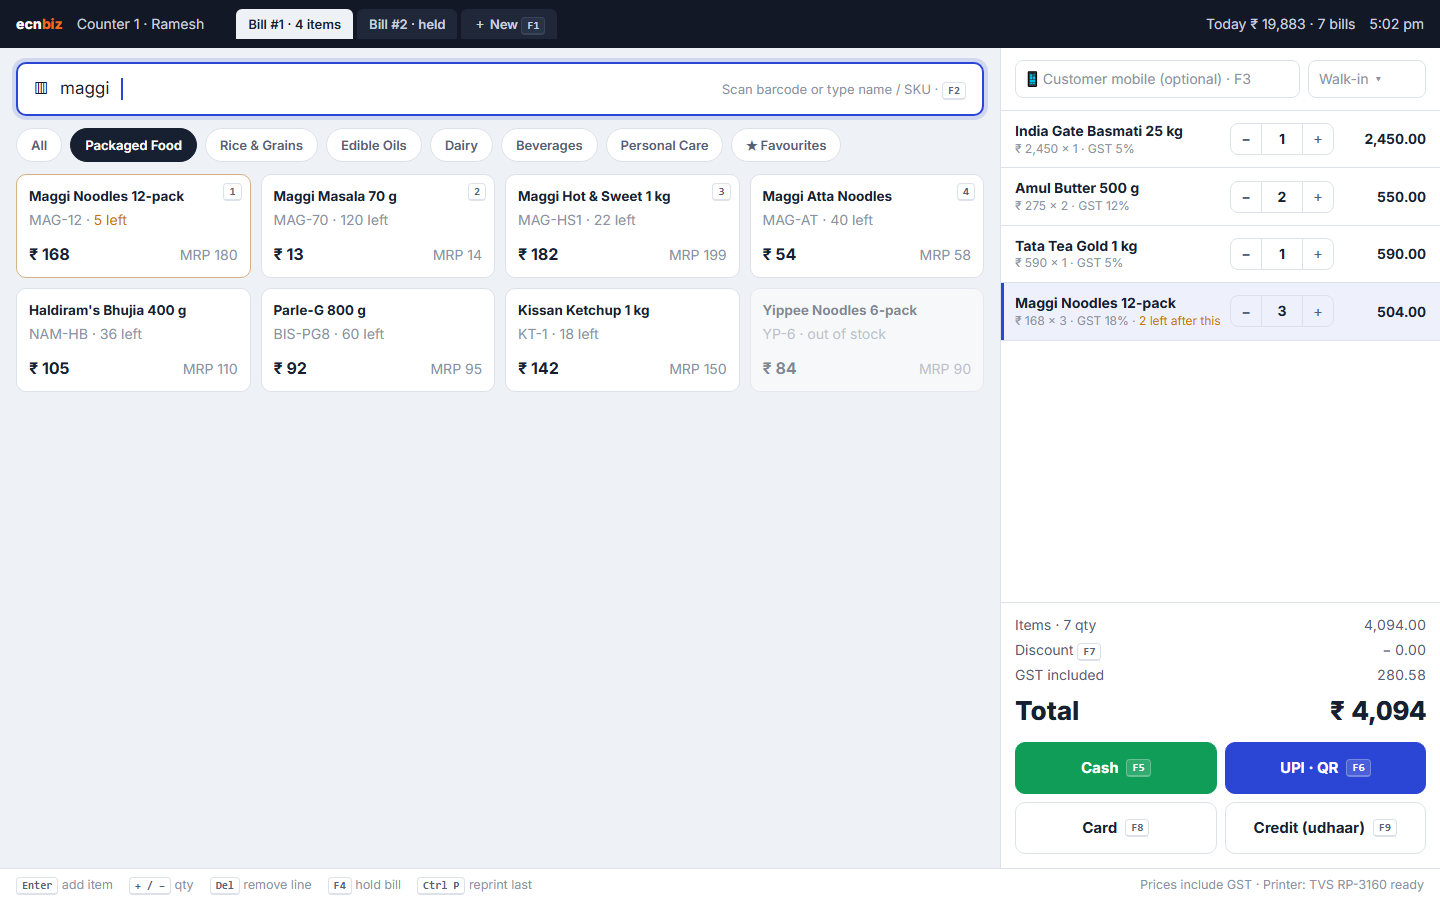 ecnbiz Counter 1 · Ramesh Bill #1 · 4 items Bill #2 · held + New F1 Today ₹ 19,883 · 7 bills 5:02 pm
maggi Scan barcode or type name / SKU · F2
All Packaged Food Rice & Grains Edible Oils Dairy Beverages Personal Care ★ Favourites
Maggi Noodles 12-pack 1
MAG-12 · 5 left
₹ 168 MRP 180
Maggi Masala 70 g 2
MAG-70 · 120 left
₹ 13 MRP 14
Maggi Hot & Sweet 1 kg 3
MAG-HS1 · 22 left
₹ 182 MRP 199
Maggi Atta Noodles 4
MAG-AT · 40 left
₹ 54 MRP 58
Haldiram's Bhujia 400 g
NAM-HB · 36 left
₹ 105 MRP 110
Parle-G 800 g
BIS-PG8 · 60 left
₹ 92 MRP 95
Kissan Ketchup 1 kg
KT-1 · 18 left
₹ 142 MRP 150
Yippee Noodles 6-pack
YP-6 · out of stock
₹ 84 MRP 90
Customer mobile (optional) · F3 Walk-in ▾
India Gate Basmati 25 kg − 1 + 2,450.00
₹ 2,450 × 1 · GST 5%
Amul Butter 500 g − 2 + 550.00
₹ 275 × 2 · GST 12%
Tata Tea Gold 1 kg − 1 + 590.00
₹ 590 × 1 · GST 5%
Maggi Noodles 12-pack − 3 + 504.00
₹ 168 × 3 · GST 18% · 2 left after this
Items · 7 qty 4,094.00
Discount F7 − 0.00
GST included 280.58
Total ₹ 4,094
Cash F5 UPI · QR F6
Card F8 Credit (udhaar) F9
Enter add item + / − qty Del remove line F4 hold bill Ctrl P reprint last Prices include GST · Printer: TVS RP-3160 ready